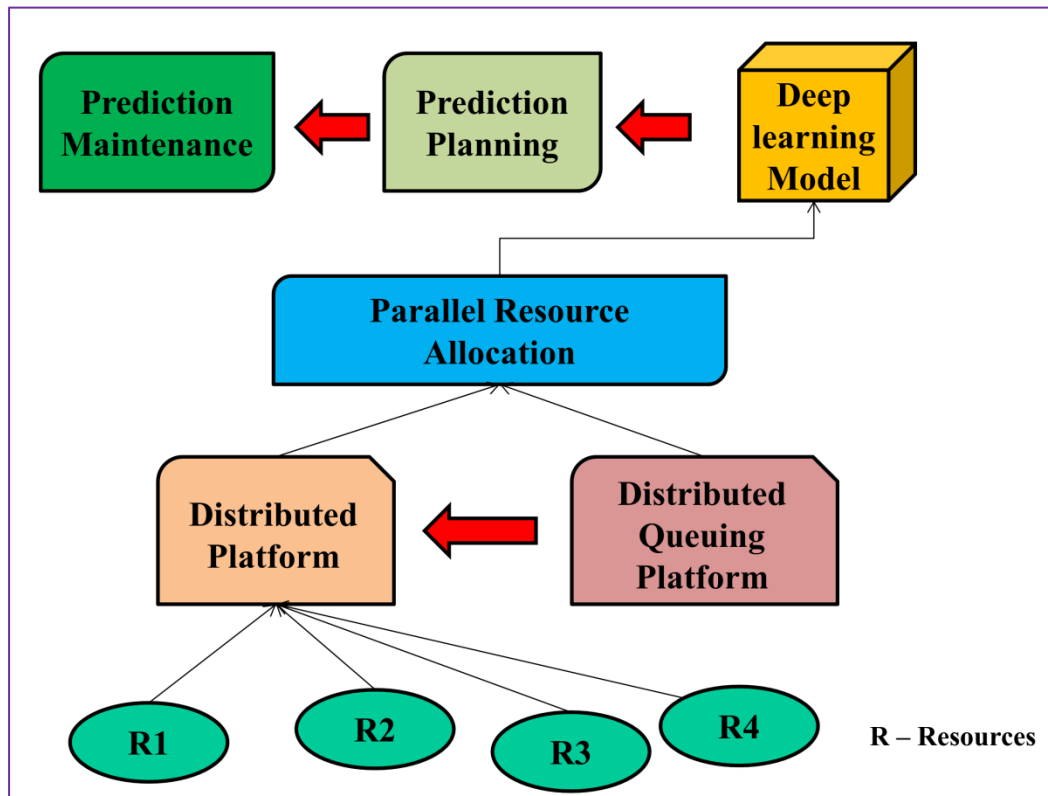 Prediction
Maintenance
Prediction
Planning
Deep
learning
Model
Parallel Resource
Allocation
Distributed
Platform
Distributed
Queuing
Platform
R1
R2
R3
R4
R – Resources